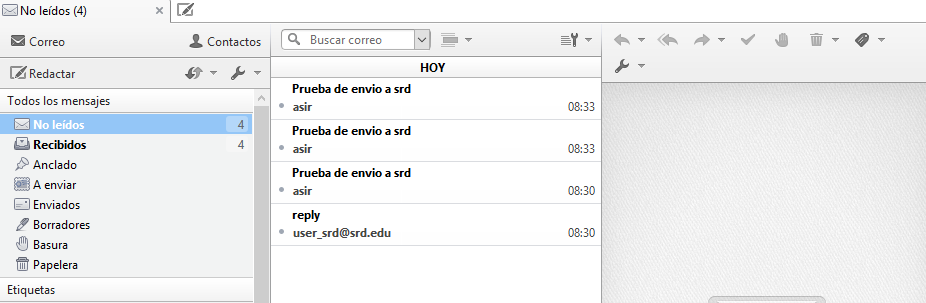 No leídos (4)
Correo
Contactos
Buscar correo
Redactar
HOY
Todos los mensajes
No leídos 4
Recibidos 4
Anclado
A enviar
Enviados
Borradores
Basura
Papelera
Etiquetas
Prueba de envio a srd
asir 08:33
Prueba de envio a srd
asir 08:33
Prueba de envio a srd
asir 08:30
reply
user_srd@srd.edu 08:30